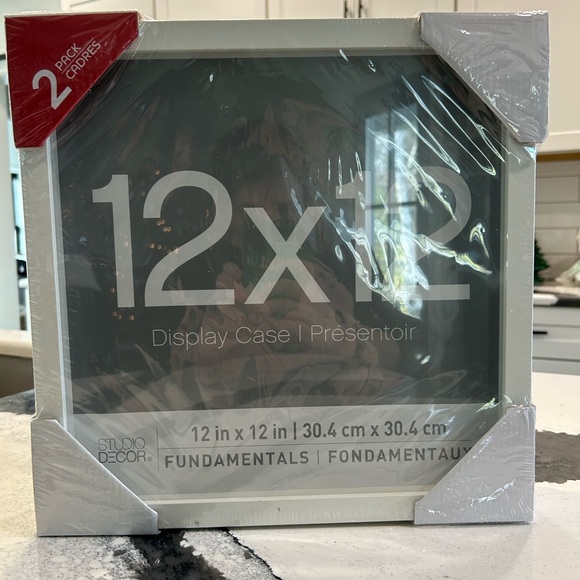 2 PACK
CADRES
12x12
Display Case | Présentoir
STUDIO
DECOR®
12 in x 12 in | 30.4 cm x 30.4 cm
FUNDAMENTALS | FONDAMENTAUX